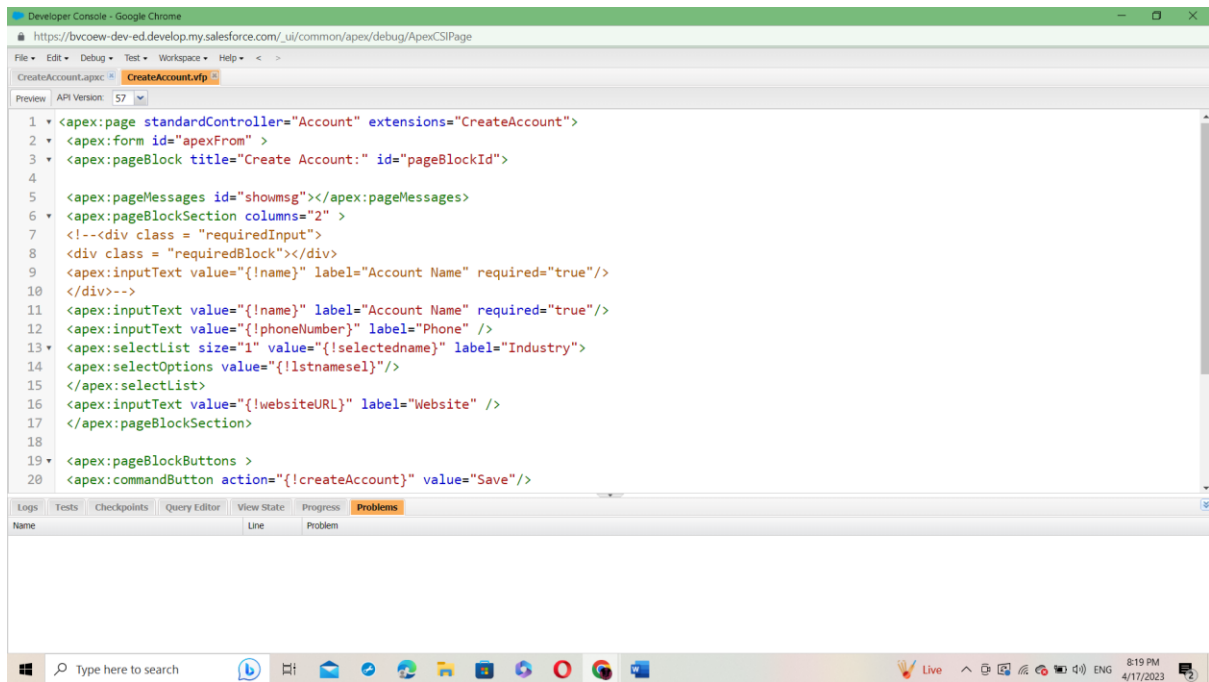 Developer Console - Google Chrome
https://bvcoew-dev-ed.develop.my.salesforce.com/_ui/common/apex/debug/ApexCSIPage
File Edit Debug Test Workspace Help < >
CreateAccount.apxc CreateAccount.vfp
Preview API Version: 57
1 <apex:page standardController="Account" extensions="CreateAccount">
2 <apex:form id="apexFrom" >
3 <apex:pageBlock title="Create Account:" id="pageBlockId">
4
5 <apex:pageMessages id="showmsg"></apex:pageMessages>
6 <apex:pageBlockSection columns="2" >
7 <!--<div class = "requiredInput">
8 <div class = "requiredBlock"></div>
9 <apex:inputText value="{!name}" label="Account Name" required="true"/>
10 </div>-->
11 <apex:inputText value="{!name}" label="Account Name" required="true"/>
12 <apex:inputText value="{!phoneNumber}" label="Phone" />
13 <apex:selectList size="1" value="{!selectedname}" label="Industry">
14 <apex:selectOptions value="{!lstnamesel}"/>
15 </apex:selectList>
16 <apex:inputText value="{!websiteURL}" label="Website" />
17 </apex:pageBlockSection>
18
19 <apex:pageBlockButtons >
20 <apex:commandButton action="{!createAccount}" value="Save"/>
Logs Tests Checkpoints Query Editor View State Progress Problems
Name Line Problem
Type here to search Live ENG 8:19 PM
4/17/2023 2